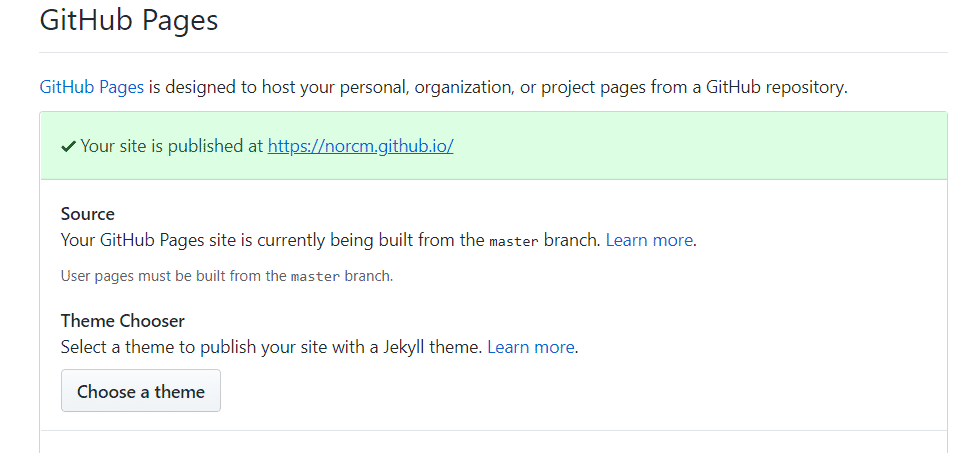 GitHub Pages
GitHub Pages is designed to host your personal, organization, or project pages from a GitHub repository.
✔ Your site is published at https://norcm.github.io/
Source
Your GitHub Pages site is currently being built from the master branch. Learn more.
User pages must be built from the master branch.
Theme Chooser
Select a theme to publish your site with a Jekyll theme. Learn more.
Choose a theme